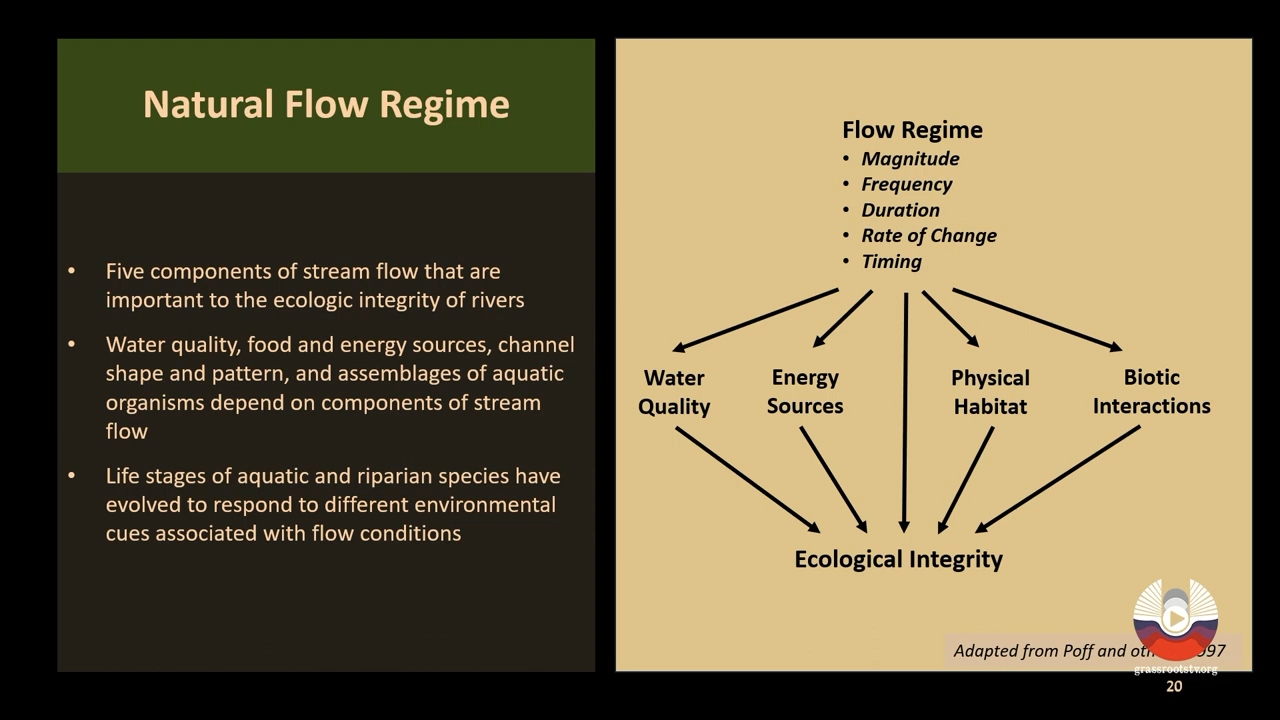 Natural Flow Regime
• Five components of stream flow that are
important to the ecologic integrity of rivers
• Water quality, food and energy sources, channel
shape and pattern, and assemblages of aquatic
organisms depend on components of stream
flow
• Life stages of aquatic and riparian species have
evolved to respond to different environmental
cues associated with flow conditions
Flow Regime
• Magnitude
• Frequency
• Duration
• Rate of Change
• Timing
Water
Quality
Energy
Sources
Physical
Habitat
Biotic
Interactions
Ecological Integrity
Adapted from Poff and
grassrootstv.org
20